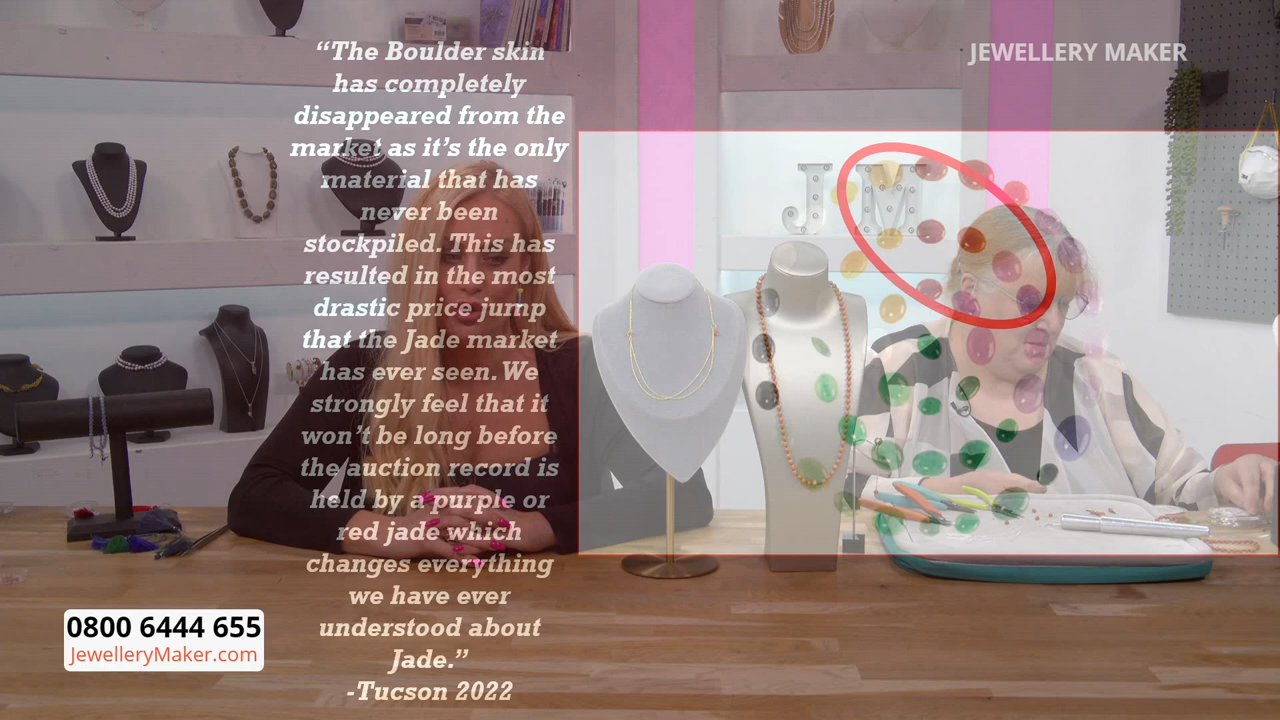 “The Boulder skin
has completely
disappeared from the
market as it’s the only
material that has
never been
stockpiled. This has
resulted in the most
drastic price jump
that the Jade market
has ever seen. We
strongly feel that it
won’t be long before
the auction record is
held by a purple or
red jade which
changes everything
we have ever
understood about
Jade.”
-Tucson 2022
JEWELLERY MAKER
JM
0800 6444 655
JewelleryMaker.com